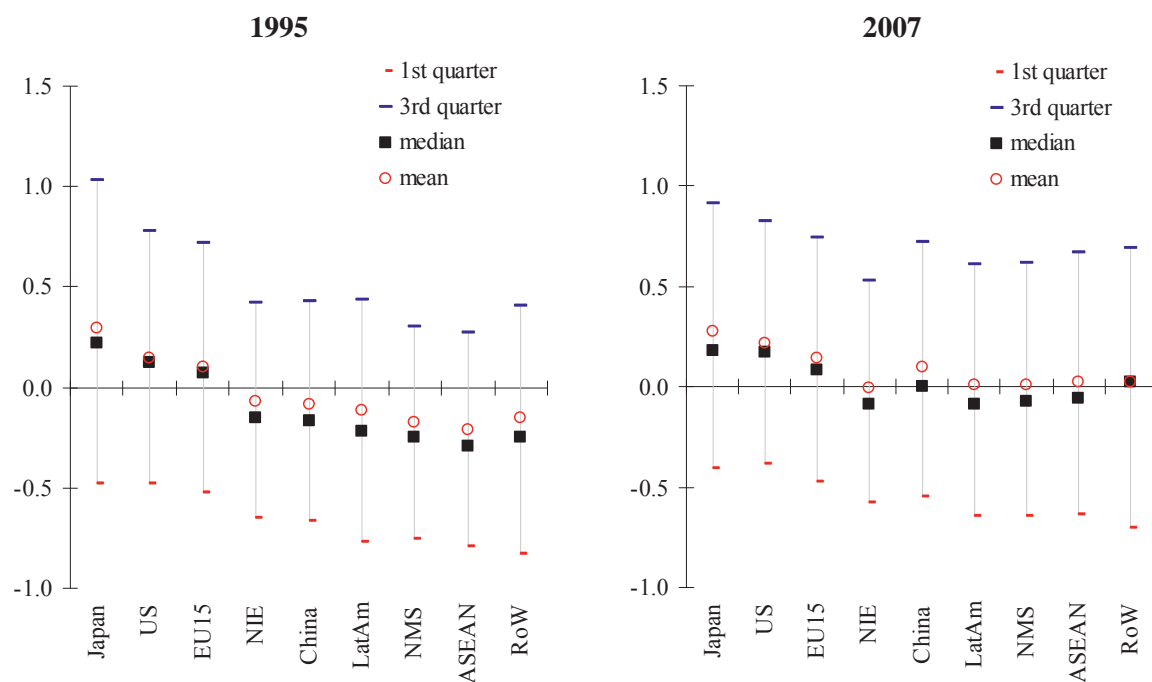 1995
1st quarter
3rd quarter
median
mean
1.5
1.0
0.5
0.0
-0.5
-1.0
Japan
US
EU15
NIE
China
LatAm
NMS
ASEAN
RoW
2007
1st quarter
3rd quarter
median
mean
1.5
1.0
0.5
0.0
-0.5
-1.0
Japan
US
EU15
NIE
China
LatAm
NMS
ASEAN
RoW